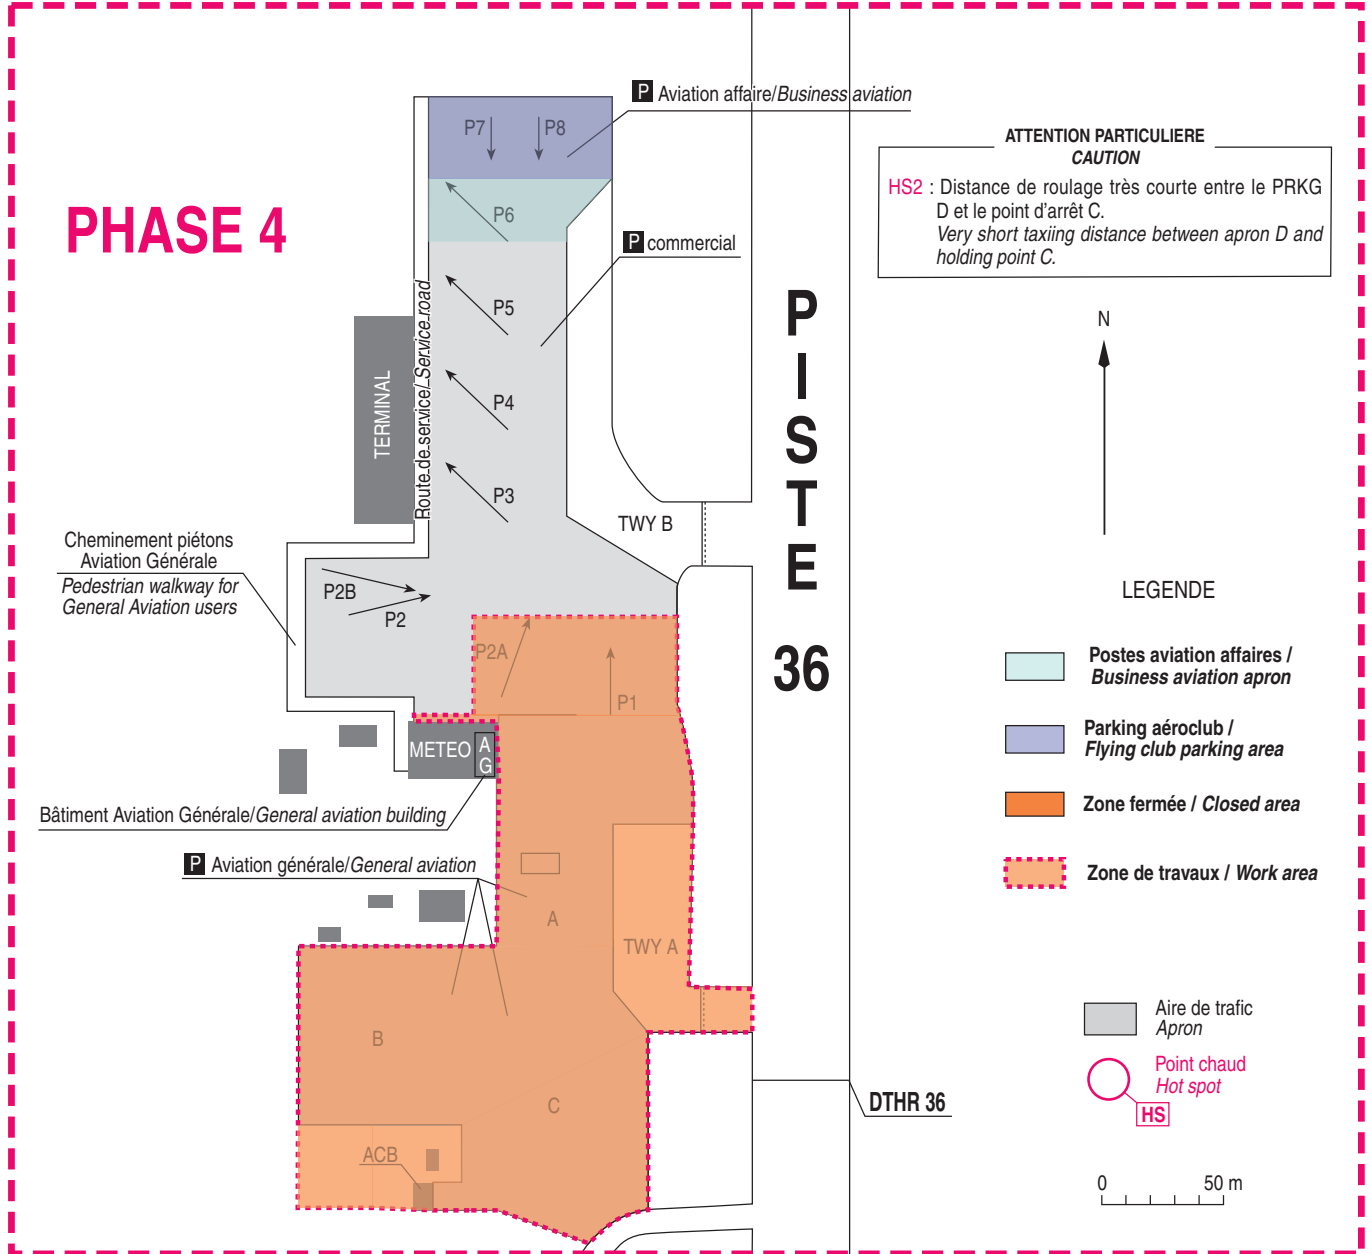 P Aviation affaire/Business aviation
P7
P8
ATTENTION PARTICULIERE
CAUTION
HS2 : Distance de roulage très courte entre le PRKG
D et le point d'arrêt C.
Very short taxiing distance between apron D and
holding point C.
PHASE 4
P6
P commercial
P5
P4
P3
TERMINAL
Route de service/ Service road
PISTE
36
N
TWY B
Cheminement piétons
Aviation Générale
Pedestrian walkway for
General Aviation users
P2B
P2
P2A
P1
LEGENDE
Postes aviation affaires /
Business aviation apron
Parking aéroclub /
Flying club parking area
Zone fermée / Closed area
Zone de travaux / Work area
METEO
A
G
Bâtiment Aviation Générale/General aviation building
P Aviation générale/General aviation
A
TWY A
B
C
ACB
DTHR 36
Aire de trafic
Apron
Point chaud
Hot spot
HS
0 50 m